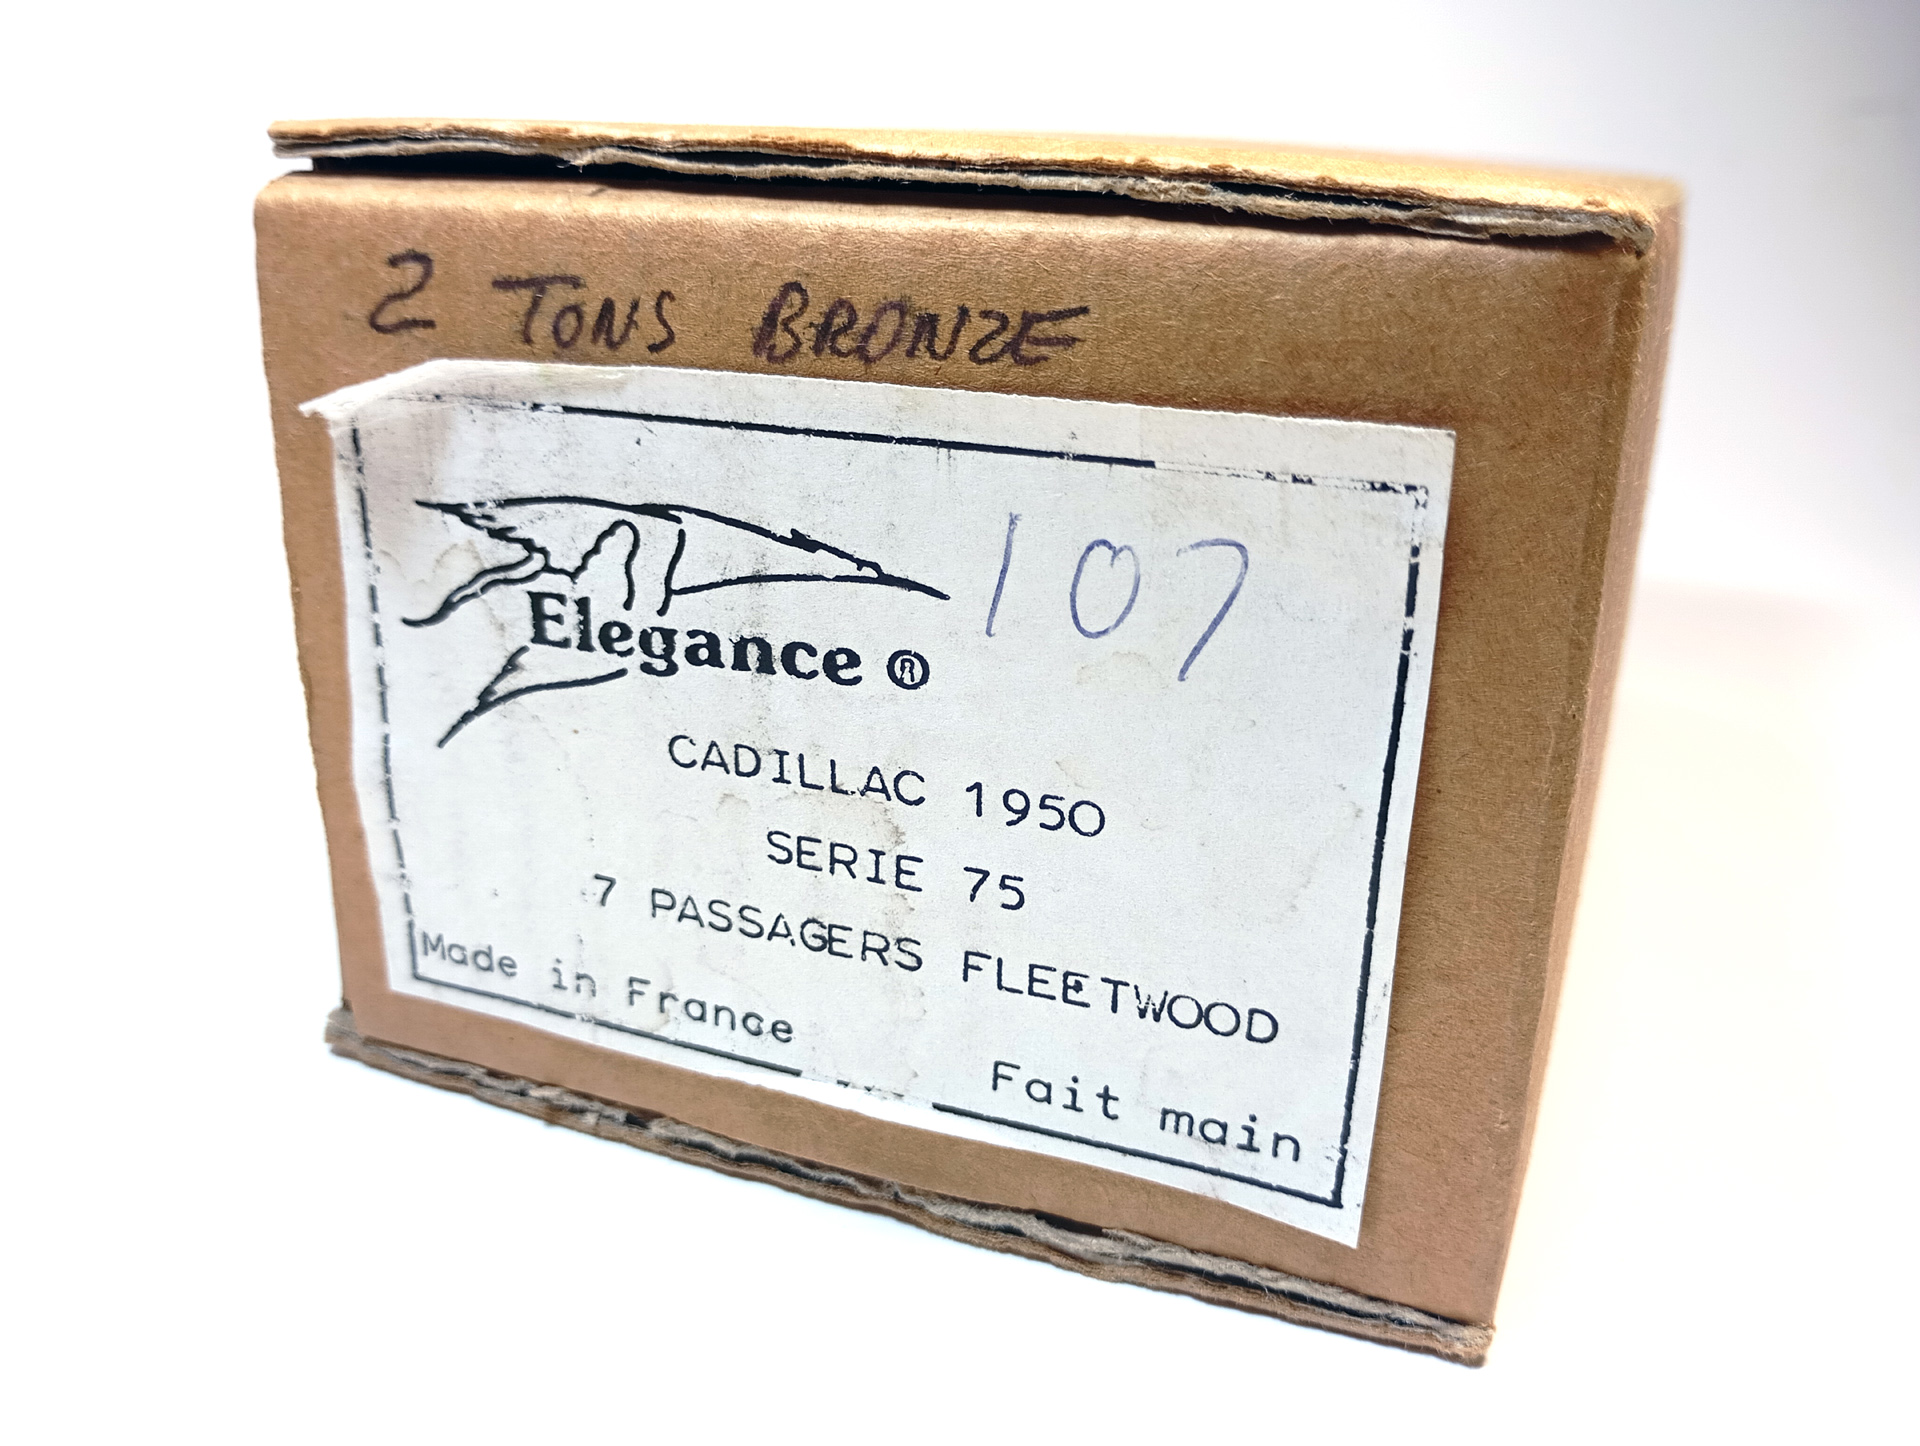 2 TONS BRONZE
107
Elegance ®
CADILLAC 1950
SERIE 75
7 PASSAGERS FLEETWOOD
Made in France
Fait main